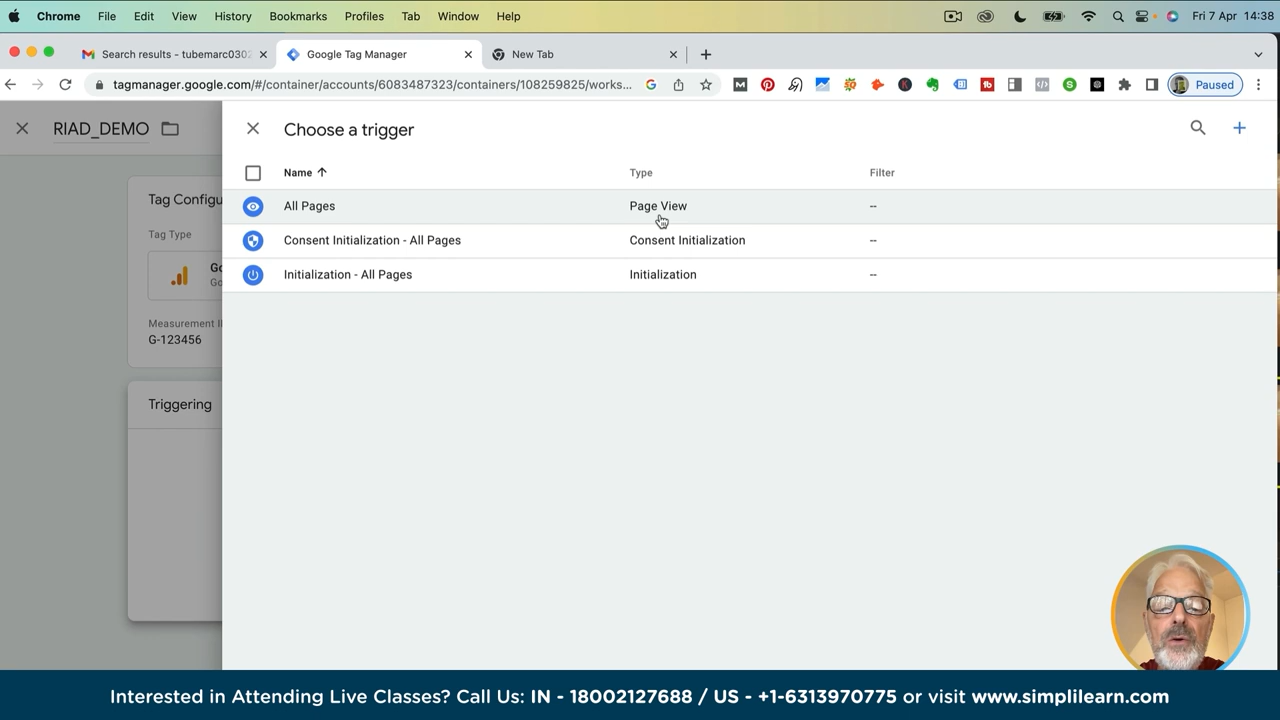 Chrome File Edit View History Bookmarks Profiles Tab Window Help Fri 7 Apr 14:38
Search results - tubemarc030 Google Tag Manager New Tab
tagmanager.google.com/#/container/accounts/6083487323/containers/108259825/works... Paused
RIAD_DEMO
Choose a trigger
Name Type Filter
All Pages Page View --
Consent Initialization - All Pages Consent Initialization --
Initialization - All Pages Initialization --
Tag Configu
Tag Type
Go
Go
Measurement I
G-123456
Triggering
Interested in Attending Live Classes? Call Us: IN - 18002127688 / US - +1-6313970775 or visit www.simplilearn.com